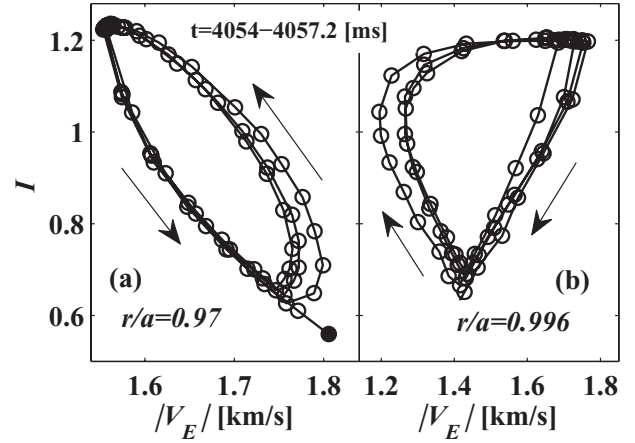 t=4054−4057.2 [ms]
1.2
1
0.8
0.6
I
(a)
r/a=0.97
(b)
r/a=0.996
1.6 1.7 1.8 1.2 1.4 1.6 1.8
/V_E/ [km/s] /V_E/ [km/s]